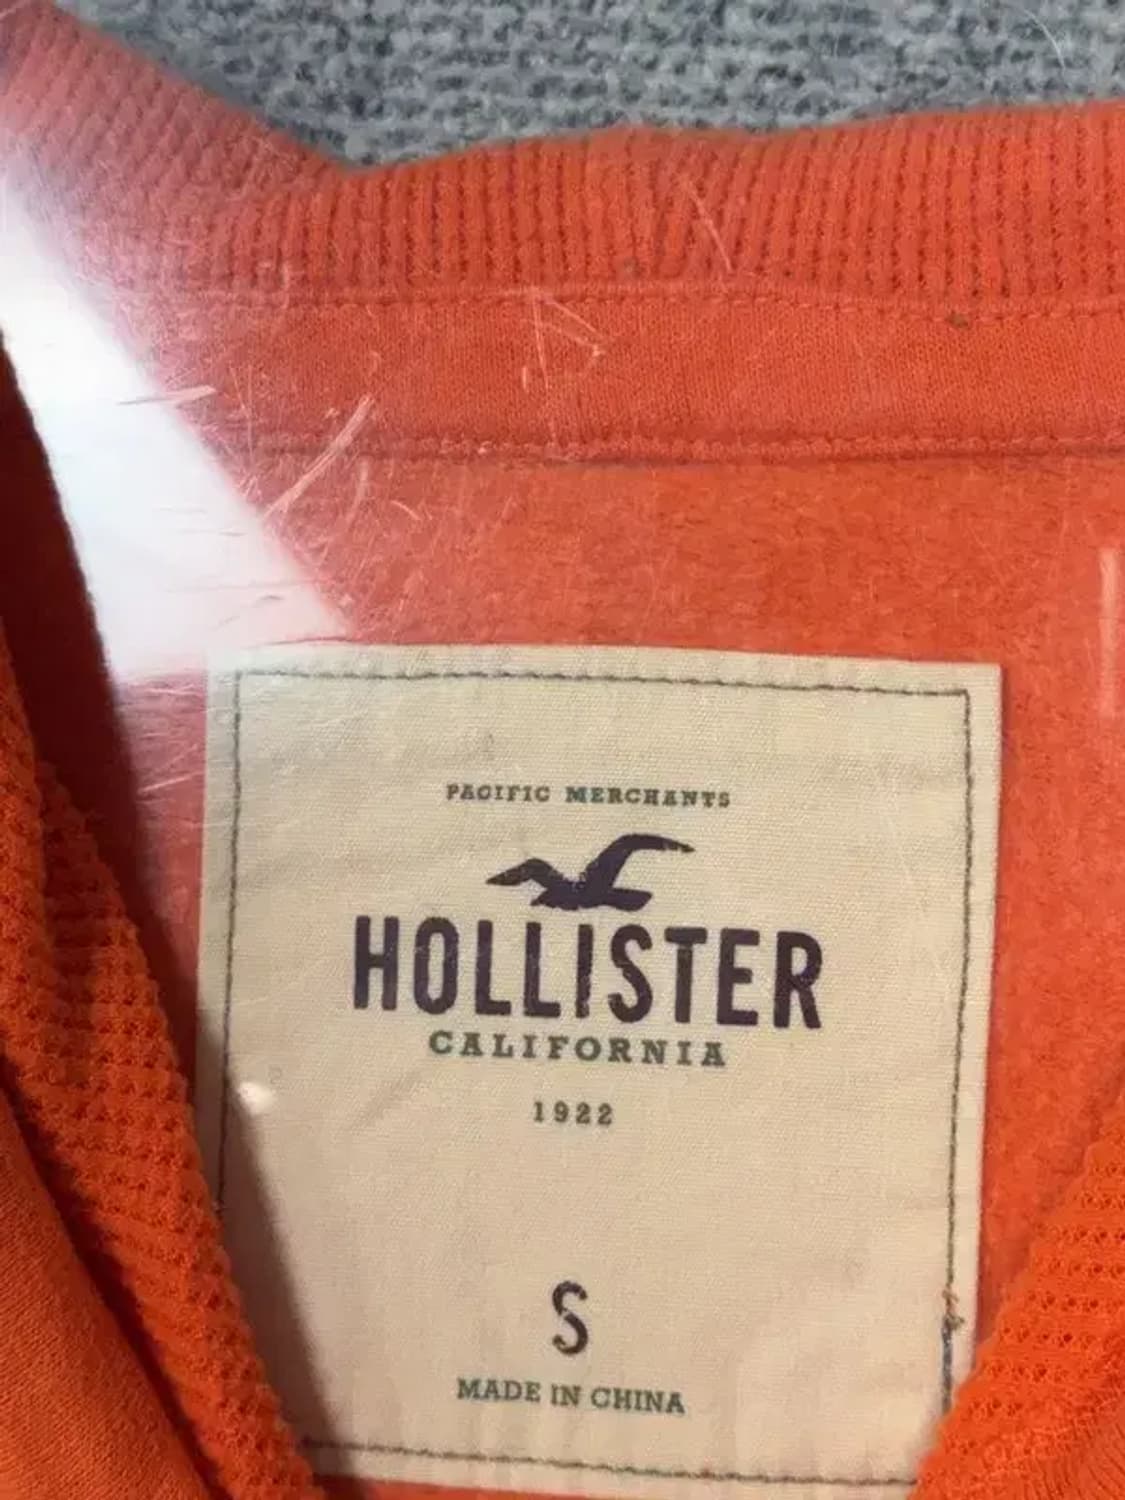 PACIFIC MERCHANTS
HOLLISTER
CALIFORNIA
1922
S
MADE IN CHINA